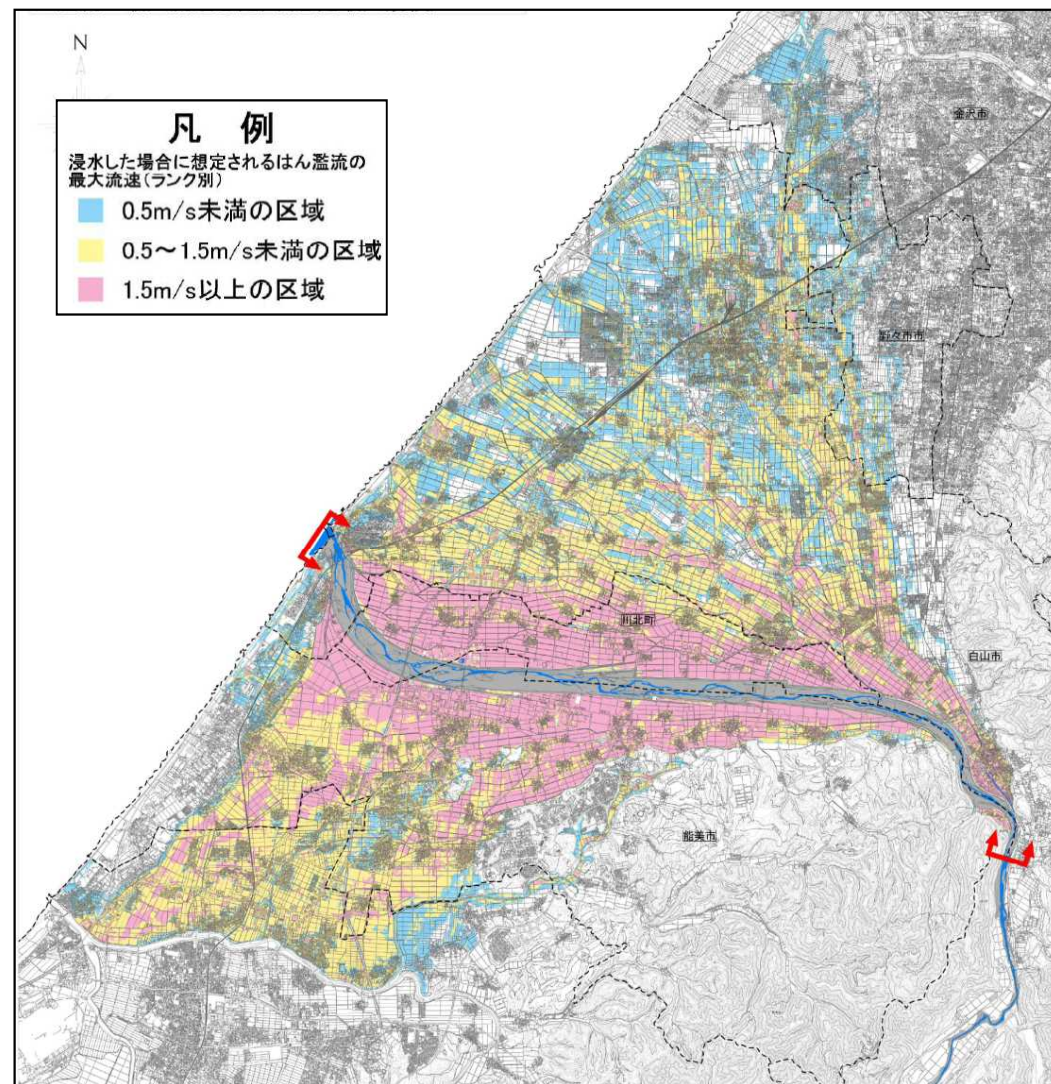 N
凡 例
浸水した場合に想定されるはん濫流の
最大流速(ランク別)
0.5m/s未満の区域
0.5～1.5m/s未満の区域
1.5m/s以上の区域
金沢市
野々市市
川北町
白山市
能美市